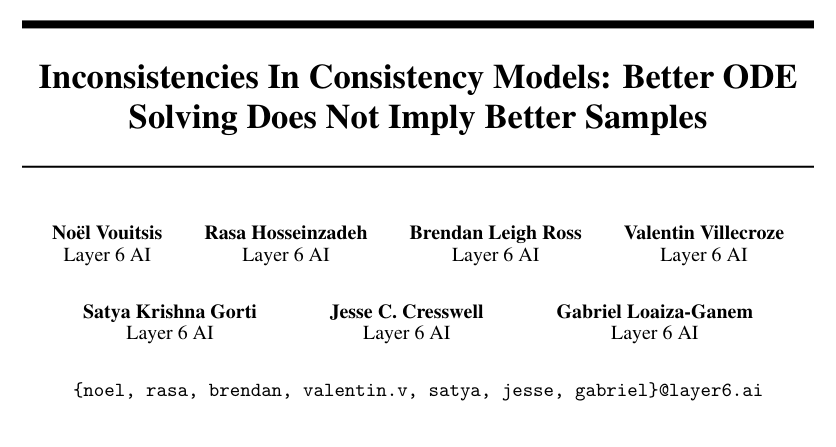 Inconsistencies In Consistency Models: Better ODE
Solving Does Not Imply Better Samples
Noël Vouitsis Rasa Hosseinzadeh Brendan Leigh Ross Valentin Villecroze
Layer 6 AI Layer 6 AI Layer 6 AI Layer 6 AI
Satya Krishna Gorti Jesse C. Cresswell Gabriel Loaiza-Ganem
Layer 6 AI Layer 6 AI Layer 6 AI
{noel, rasa, brendan, valentin.v, satya, jesse, gabriel}@layer6.ai